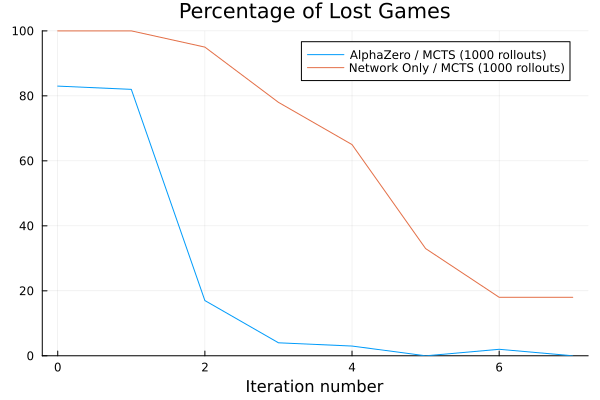 Percentage of Lost Games
100
AlphaZero / MCTS (1000 rollouts)
Network Only / MCTS (1000 rollouts)
80
60
40
20
0
0 2 4 6
Iteration number